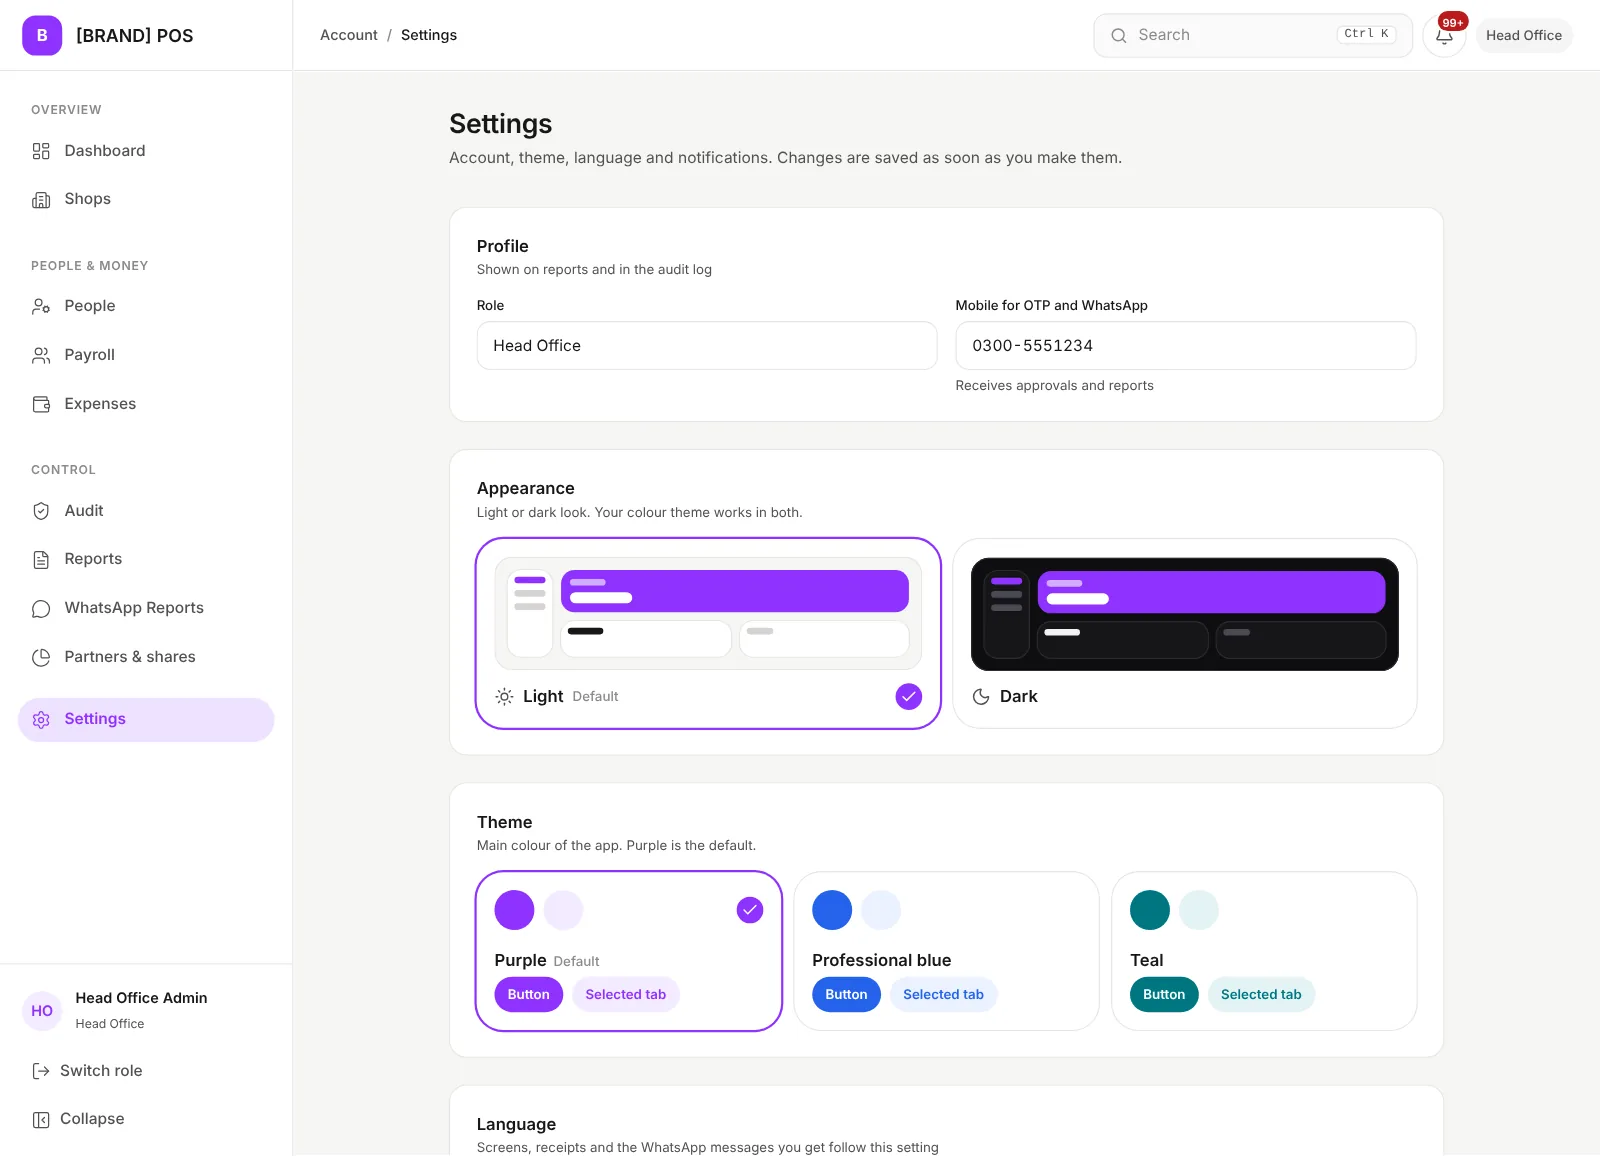 B [BRAND] POS
Account / Settings
Search Ctrl K
99+
Head Office
OVERVIEW
Dashboard
Shops
PEOPLE & MONEY
People
Payroll
Expenses
CONTROL
Audit
Reports
WhatsApp Reports
Partners & shares
Settings
HO Head Office Admin
Head Office
Switch role
Collapse
Settings
Account, theme, language and notifications. Changes are saved as soon as you make them.
Profile
Shown on reports and in the audit log
Role
Head Office
Mobile for OTP and WhatsApp
0300-5551234
Receives approvals and reports
Appearance
Light or dark look. Your colour theme works in both.
Light Default
Dark
Theme
Main colour of the app. Purple is the default.
Purple Default
Button Selected tab
Professional blue
Button Selected tab
Teal
Button Selected tab
Language
Screens, receipts and the WhatsApp messages you get follow this setting